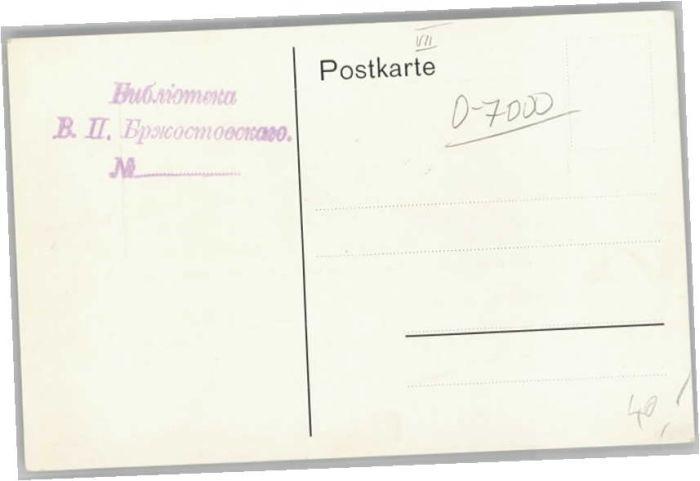 Библіотека
В. П. Бржостовскаго.
№
VII
Postkarte
D-7000
40,